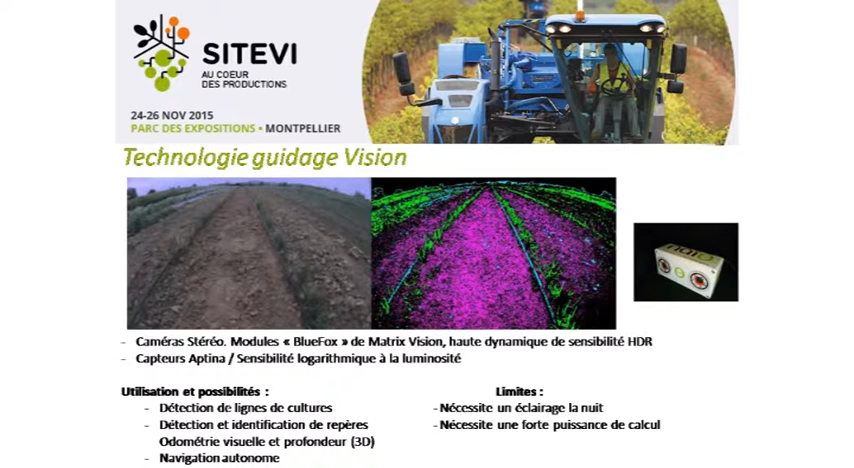 SITEVI
AU COEUR
DES PRODUCTIONS
24-26 NOV 2015
PARC DES EXPOSITIONS • MONTPELLIER
Technologie guidage Vision
naïo
- Caméras Stéréo. Modules « BlueFox » de Matrix Vision, haute dynamique de sensibilité HDR
- Capteurs Aptina / Sensibilité logarithmique à la luminosité
Utilisation et possibilités :
- Détection de lignes de cultures
- Détection et identification de repères
Odométrie visuelle et profondeur (3D)
- Navigation autonome
Limites :
- Nécessite un éclairage la nuit
- Nécessite une forte puissance de calcul